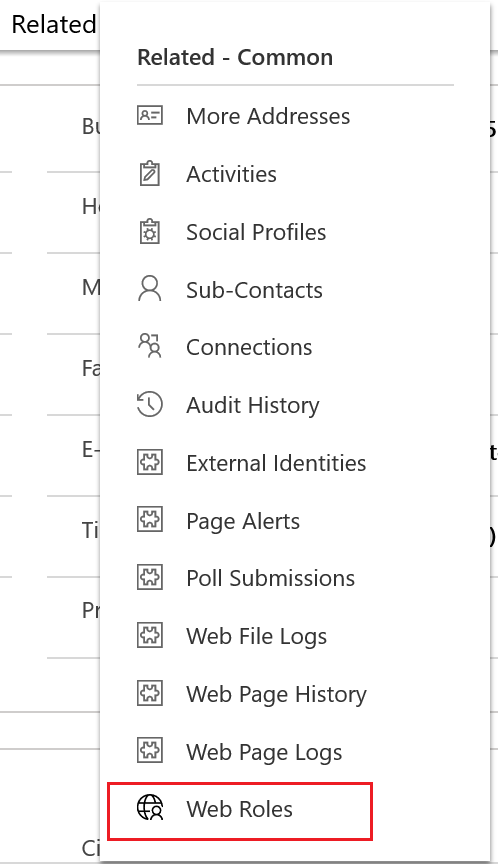 Related
Related - Common
More Addresses
Activities
Social Profiles
Sub-Contacts
Connections
Audit History
External Identities
Page Alerts
Poll Submissions
Web File Logs
Web Page History
Web Page Logs
Web Roles